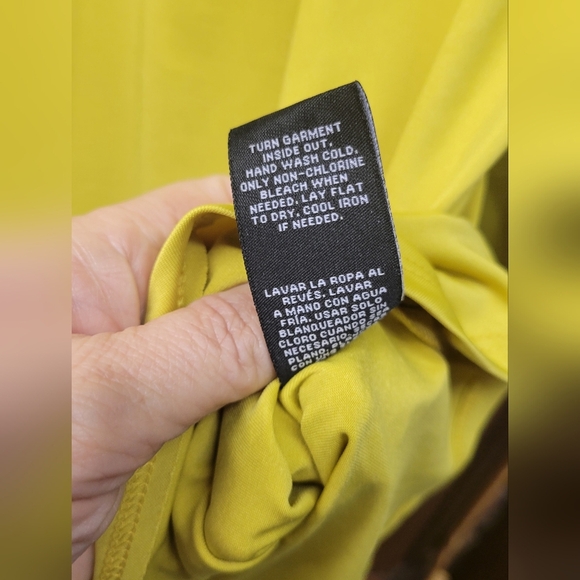 TURN GARMENT
INSIDE OUT.
HAND WASH COLD.
ONLY NON-CHLORINE
BLEACH WHEN
NEEDED. LAY FLAT
TO DRY. COOL IRON
IF NEEDED.
LAVAR LA ROPA AL
REVÉS. LAVAR
A MANO CON AGUA
FRÍA. USAR SOLO
BLANQUEADOR SIN
CLORO CUANDO
NECESARIO.